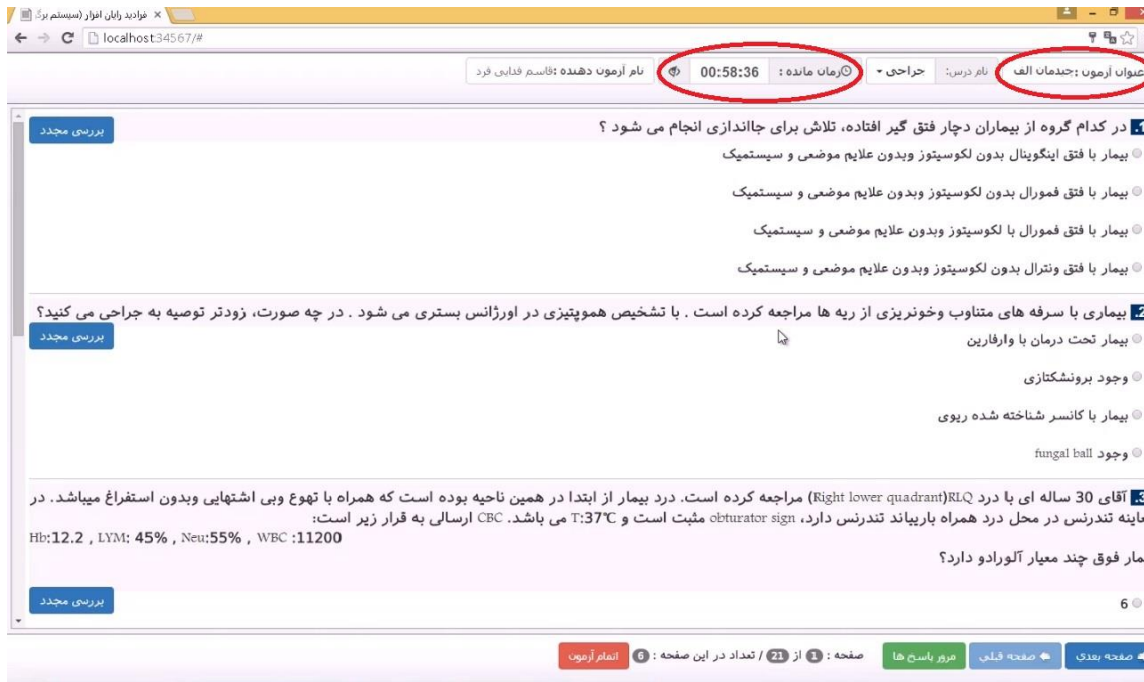 فرادید رایان افزار (سیستم برگ
localhost:34567/#
عنوان آزمون :چیدمان الف
نام درس: جراحی
زمان مانده : 00:58:36
نام آزمون دهنده :قاسم فدایی فرد
1. در کدام گروه از بیماران دچار فتق گیر افتاده، تلاش برای جااندازی انجام می شود ؟
بررسی مجدد
بیمار با فتق اینگوینال بدون لکوسیتوز وبدون علایم موضعی و سیستمیک
بیمار با فتق فمورال بدون لکوسیتوز وبدون علایم موضعی و سیستمیک
بیمار با فتق فمورال با لکوسیتوز وبدون علایم موضعی و سیستمیک
بیمار با فتق ونترال بدون لکوسیتوز وبدون علایم موضعی و سیستمیک
2. بیماری با سرفه های متناوب وخونریزی از ریه ها مراجعه کرده است . با تشخیص هموپتیزی در اورژانس بستری می شود . در چه صورت، زودتر توصیه به جراحی می کنید؟
بررسی مجدد
بیمار تحت درمان با وارفارین
وجود برونشکتازی
بیمار با کانسر شناخته شده ریوی
وجود fungal ball
3. آقای 30 ساله ای با درد RLQ(Right lower quadrant) مراجعه کرده است. درد بیمار از ابتدا در همین ناحیه بوده است که همراه با تهوع وبی اشتهایی وبدون استفراغ میباشد. در
عاینه تندرنس در محل درد همراه باریباند تندرنس دارد، obturator sign مثبت است و T:37℃ می باشد. CBC ارسالی به قرار زیر است:
Hb:12.2 , LYM: 45% , Neu:55% , WBC :11200
مار فوق چند معیار آلورادو دارد؟
بررسی مجدد
6
صفحه بعدی
صفحه قبلی
مرور پاسخ ها
صفحه : 1 از 21 / تعداد در این صفحه : 6
اتمام آزمون